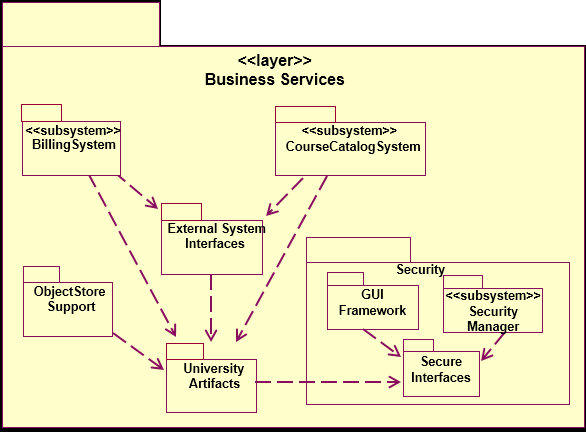 <<layer>>
Business Services
<<subsystem>>
BillingSystem
<<subsystem>>
CourseCatalogSystem
External System
Interfaces
Security
ObjectStore
Support
GUI
Framework
<<subsystem>>
Security
Manager
University
Artifacts
Secure
Interfaces